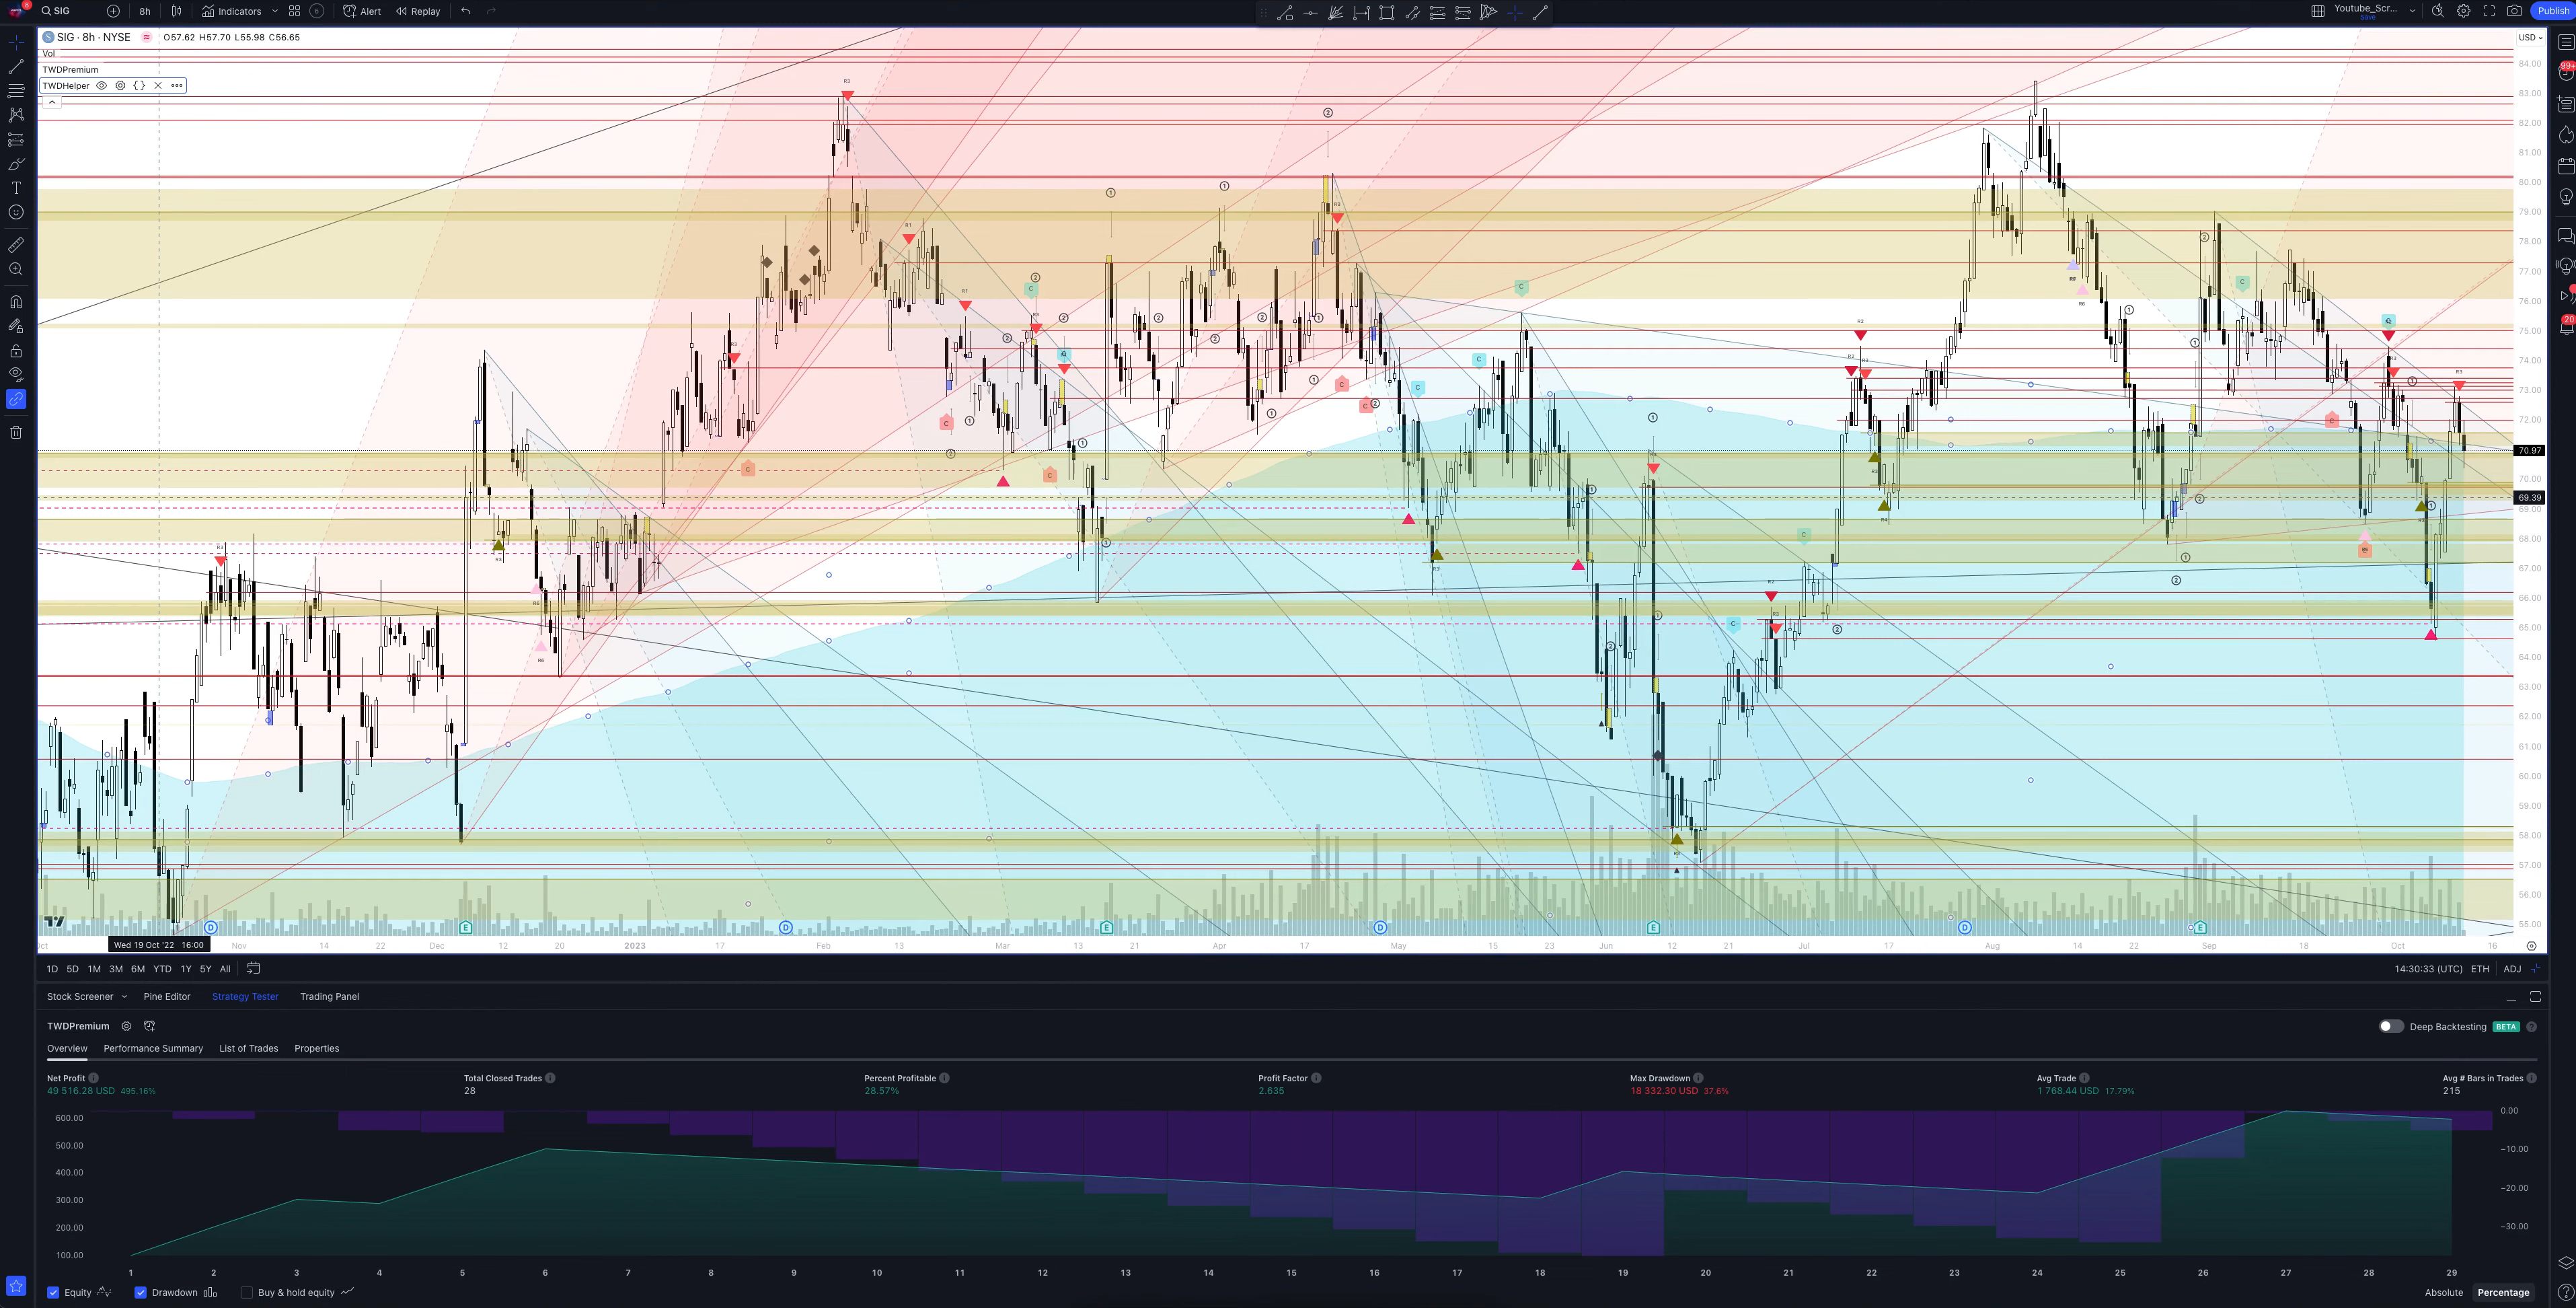 SIG 8h Indicators Alert Replay Youtube_Scr... Save Publish
SIG · 8h · NYSE O57.62 H57.70 L55.98 C56.65 USD
Vol
TWDPremium
TWDHelper
84.00
83.00
82.00
81.00
80.00
79.00
78.00
77.00
76.00
75.00
74.00
73.00
72.00
70.97
70.00
69.39
69.00
68.00
67.00
66.00
65.00
64.00
63.00
62.00
61.00
60.00
59.00
58.00
57.00
56.00
55.00
Wed 19 Oct '22 16:00
Nov 14 22 Dec 12 20 2023 17 Feb 13 Mar 13 21 Apr 17 May 15 23 Jun 12 21 Jul 17 Aug 14 22 Sep 18 Oct 16
1D 5D 1M 3M 6M YTD 1Y 5Y All 14:30:33 (UTC) ETH ADJ
Stock Screener Pine Editor Strategy Tester Trading Panel
TWDPremium Deep Backtesting BETA
Overview Performance Summary List of Trades Properties
Net Profit Total Closed Trades Percent Profitable Profit Factor Max Drawdown Avg Trade Avg # Bars in Trades
49 516.28 USD 495.16% 28 28.57% 2.635 18 332.30 USD 37.6% 1 768.44 USD 17.79% 215
600.00 0.00
500.00 −10.00
400.00
300.00 −20.00
200.00 −30.00
100.00
1 2 3 4 5 6 7 8 9 10 11 12 13 14 15 16 17 18 19 20 21 22 23 24 25 26 27 28 29
Equity Drawdown Buy & hold equity Absolute Percentage